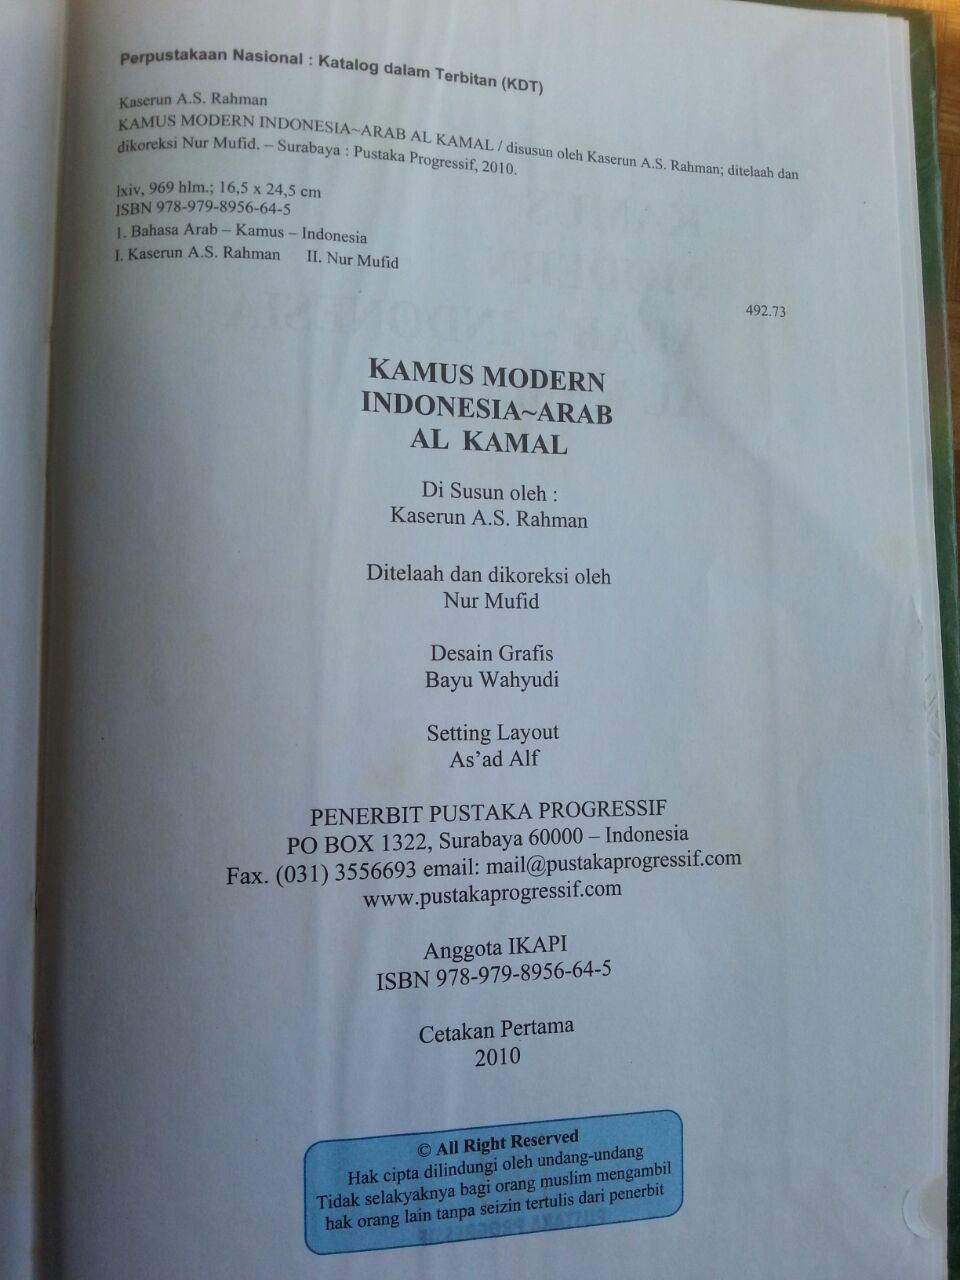 Perpustakaan Nasional : Katalog dalam Terbitan (KDT)
Kaserun A.S. Rahman
KAMUS MODERN INDONESIA~ARAB AL KAMAL / disusun oleh Kaserun A.S. Rahman; ditelaah dan
dikoreksi Nur Mufid. – Surabaya : Pustaka Progressif, 2010.
lxiv, 969 hlm.; 16,5 x 24,5 cm
ISBN 978-979-8956-64-5
1. Bahasa Arab – Kamus – Indonesia
I. Kaserun A.S. Rahman II. Nur Mufid
492.73
KAMUS MODERN
INDONESIA~ARAB
AL KAMAL
Di Susun oleh :
Kaserun A.S. Rahman
Ditelaah dan dikoreksi oleh
Nur Mufid
Desain Grafis
Bayu Wahyudi
Setting Layout
As'ad Alf
PENERBIT PUSTAKA PROGRESSIF
PO BOX 1322, Surabaya 60000 – Indonesia
Fax. (031) 3556693 email: mail@pustakaprogressif.com
www.pustakaprogressif.com
Anggota IKAPI
ISBN 978-979-8956-64-5
Cetakan Pertama
2010
© All Right Reserved
Hak cipta dilindungi oleh undang-undang
Tidak selakyaknya bagi orang muslim mengambil
hak orang lain tanpa seizin tertulis dari penerbit